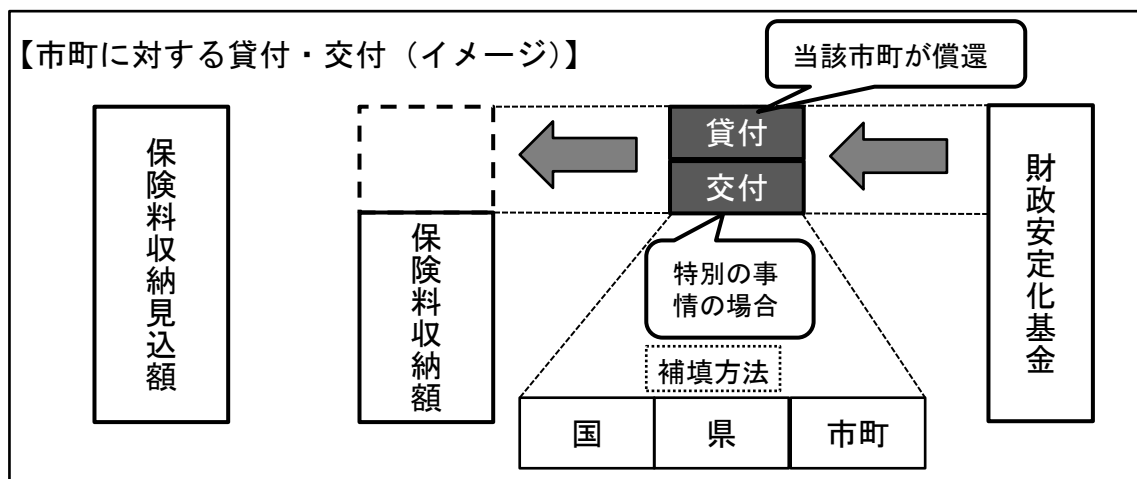 【市町に対する貸付・交付（イメージ）】
当該市町が償還
保険料収納見込額
保険料収納額
貸付
交付
財政安定化基金
特別の事
情の場合
補填方法
国
県
市町